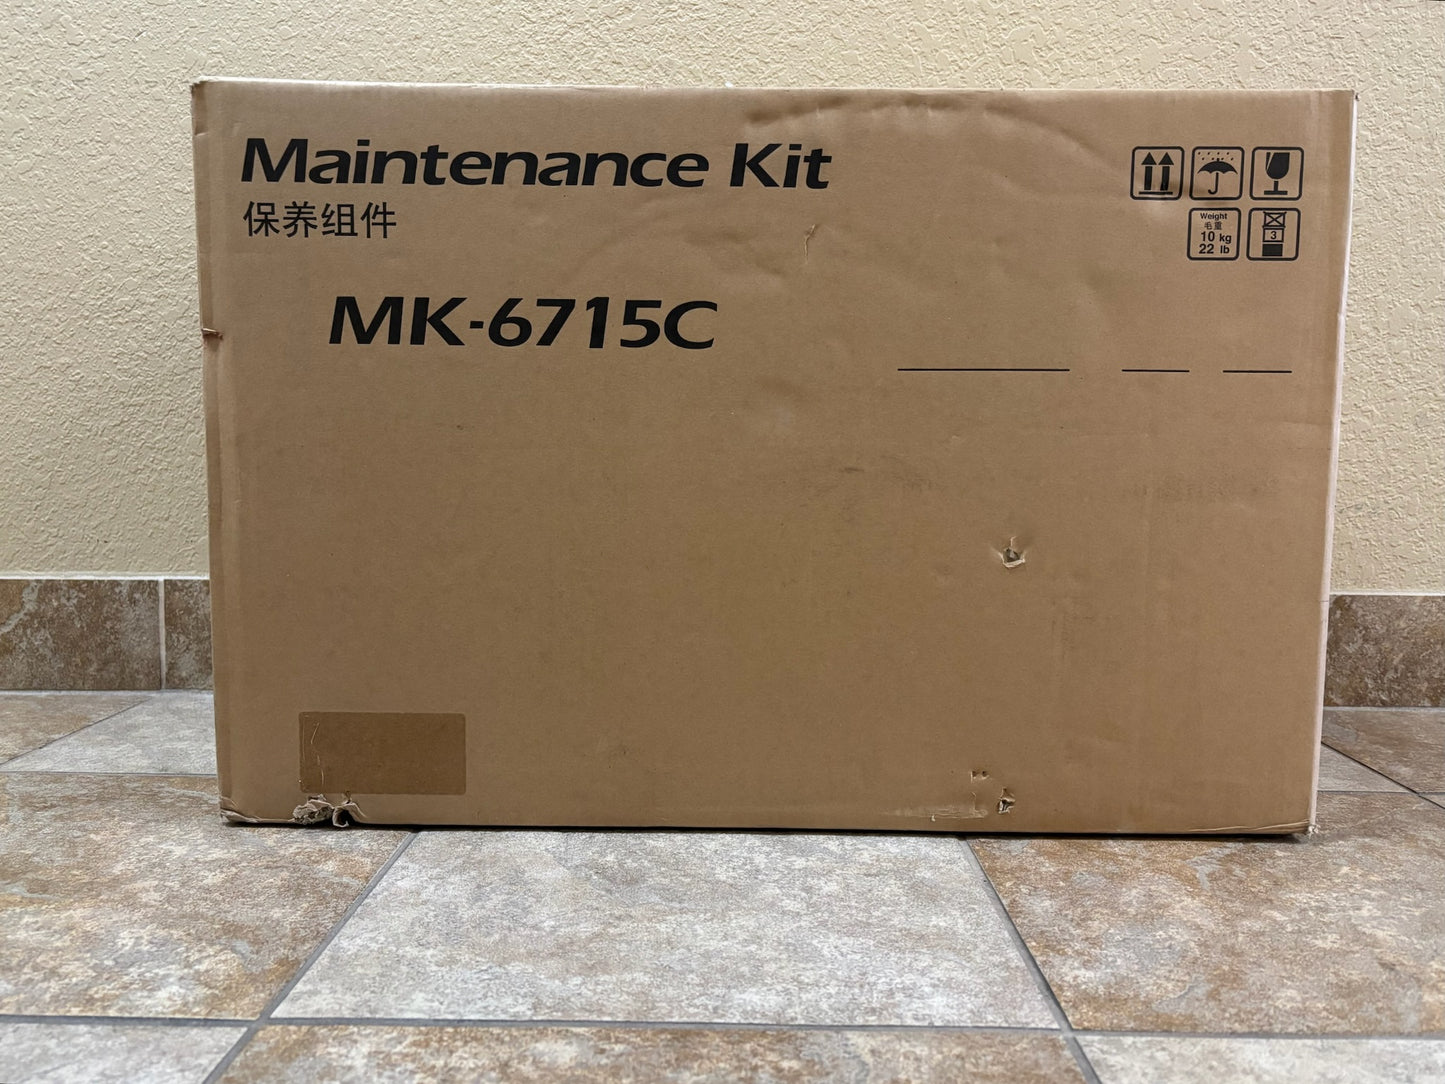 Maintenance Kit
保养组件
MK-6715C
Weight
毛重
10 kg
22 lb
3